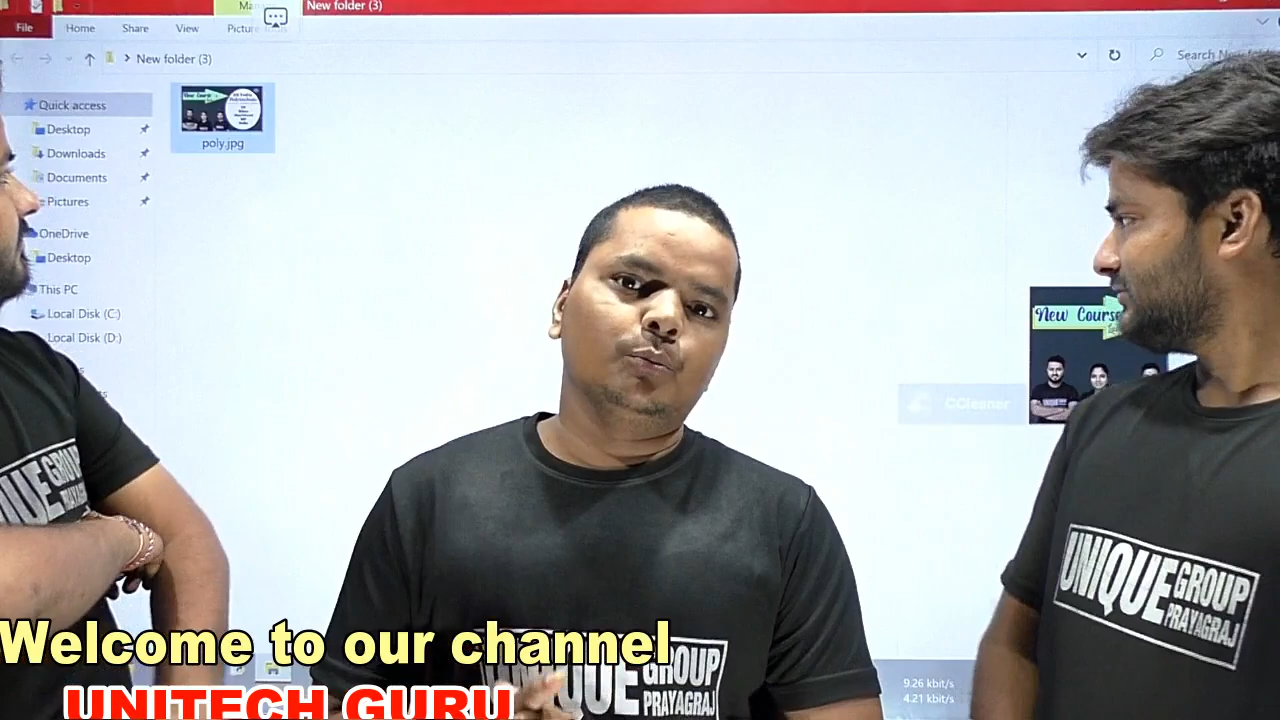 New folder (3)
File
Home
Share
View
New folder (3)
Quick access
Desktop
Downloads
Documents
Pictures
OneDrive
Desktop
This PC
Local Disk (C:)
Local Disk (D:)
poly.jpg
New Course
CCleaner
New Course
UNIQUE GROUP PRAYAGRAJ
GROUP
PRAYAGRAJ
UNIQUE GROUP
PRAYAGRAJ
9.26 kbit/s
4.21 kbit/s
Welcome to our channel
UNITECH GURU